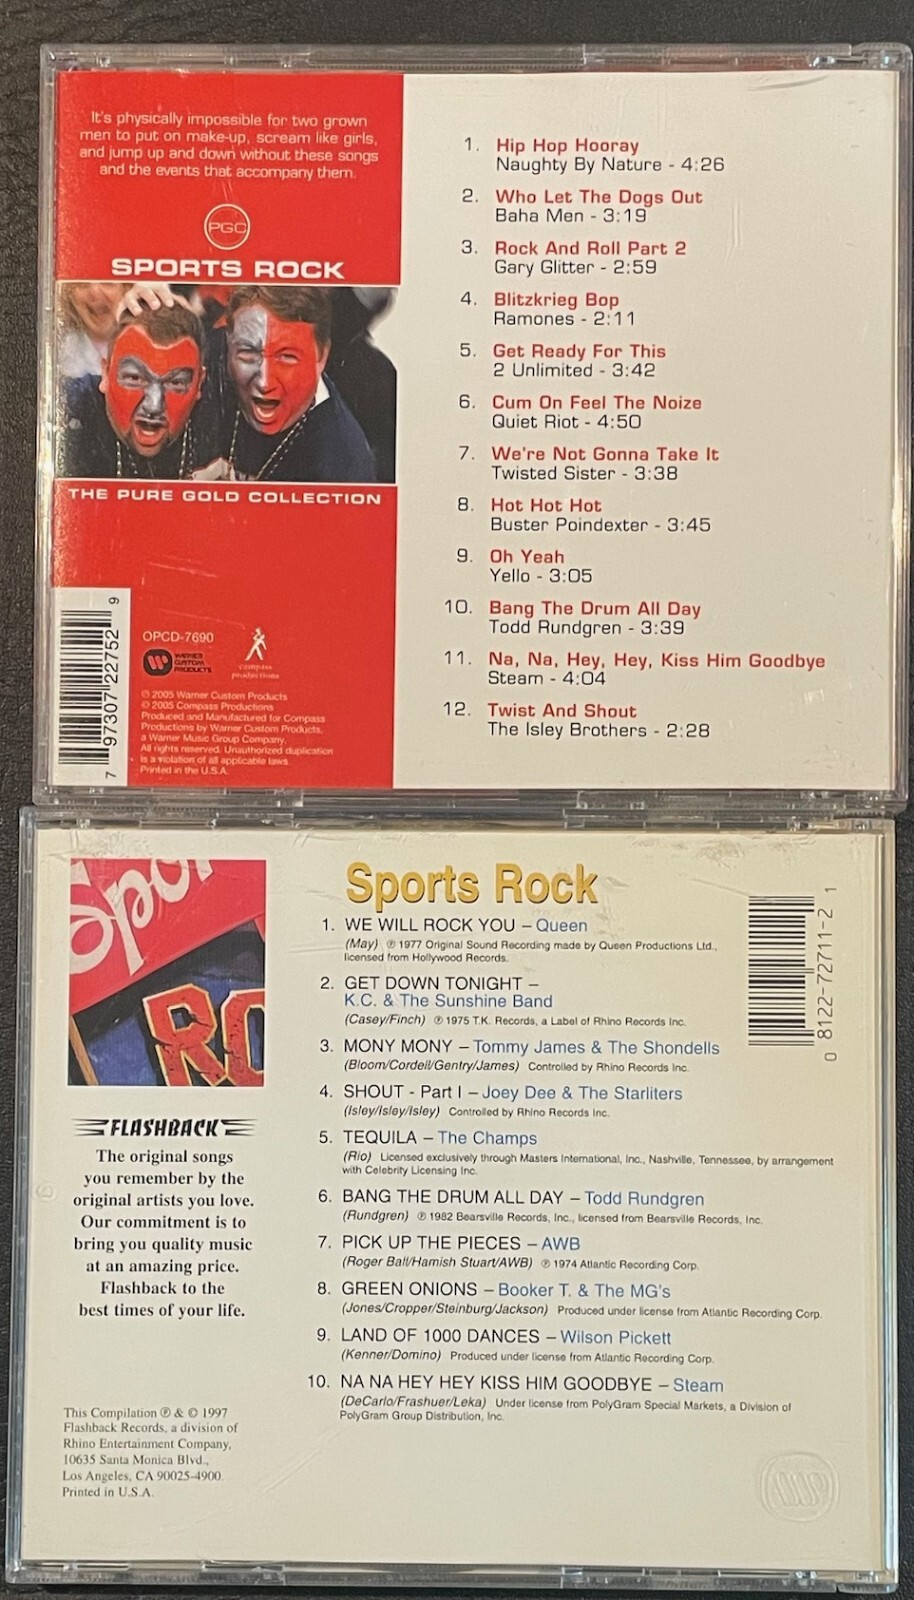 It's physically impossible for two grown
men to put on make-up, scream like girls,
and jump up and down without these songs
and the events that accompany them.
PGC
SPORTS ROCK
THE PURE GOLD COLLECTION
OPCD-7690
WARNER
CUSTOM
PRODUCTS
compass
productions
© 2005 Warner Custom Products
© 2005 Compass Productions
Produced and Manufactured for Compass
Productions by Warner Custom Products,
a Warner Music Group Company.
All rights reserved. Unauthorized duplication
is a violation of all applicable laws.
Printed in the U.S.A.
7 97307 22752 9
1. Hip Hop Hooray
Naughty By Nature - 4:26
2. Who Let The Dogs Out
Baha Men - 3:19
3. Rock And Roll Part 2
Gary Glitter - 2:59
4. Blitzkrieg Bop
Ramones - 2:11
5. Get Ready For This
2 Unlimited - 3:42
6. Cum On Feel The Noize
Quiet Riot - 4:50
7. We're Not Gonna Take It
Twisted Sister - 3:38
8. Hot Hot Hot
Buster Poindexter - 3:45
9. Oh Yeah
Yello - 3:05
10. Bang The Drum All Day
Todd Rundgren - 3:39
11. Na, Na, Hey, Hey, Kiss Him Goodbye
Steam - 4:04
12. Twist And Shout
The Isley Brothers - 2:28
Spor
RO
FLASHBACK
The original songs
you remember by the
original artists you love.
Our commitment is to
bring you quality music
at an amazing price.
Flashback to the
best times of your life.
This Compilation ℗ & © 1997
Flashback Records, a division of
Rhino Entertainment Company,
10635 Santa Monica Blvd.,
Los Angeles, CA 90025-4900.
Printed in U.S.A.
Sports Rock
1. WE WILL ROCK YOU – Queen
(May) ℗ 1977 Original Sound Recording made by Queen Productions Ltd.,
licensed from Hollywood Records.
2. GET DOWN TONIGHT –
K.C. & The Sunshine Band
(Casey/Finch) ℗ 1975 T.K. Records, a Label of Rhino Records Inc.
3. MONY MONY – Tommy James & The Shondells
(Bloom/Cordell/Gentry/James) Controlled by Rhino Records Inc.
4. SHOUT - Part I – Joey Dee & The Starliters
(Isley/Isley/Isley) Controlled by Rhino Records Inc.
5. TEQUILA – The Champs
(Rio) Licensed exclusively through Masters International, Inc., Nashville, Tennessee, by arrangement
with Celebrity Licensing Inc.
6. BANG THE DRUM ALL DAY – Todd Rundgren
(Rundgren) ℗ 1982 Bearsville Records, Inc., licensed from Bearsville Records, Inc.
7. PICK UP THE PIECES – AWB
(Roger Ball/Hamish Stuart/AWB) ℗ 1974 Atlantic Recording Corp.
8. GREEN ONIONS – Booker T. & The MG's
(Jones/Cropper/Steinburg/Jackson) Produced under license from Atlantic Recording Corp.
9. LAND OF 1000 DANCES – Wilson Pickett
(Kenner/Domino) Produced under license from Atlantic Recording Corp.
10. NA NA HEY HEY KISS HIM GOODBYE – Steam
(DeCarlo/Frashuer/Leka) Under license from PolyGram Special Markets, a Division of
PolyGram Group Distribution, Inc.
0 8122-72711-2 1